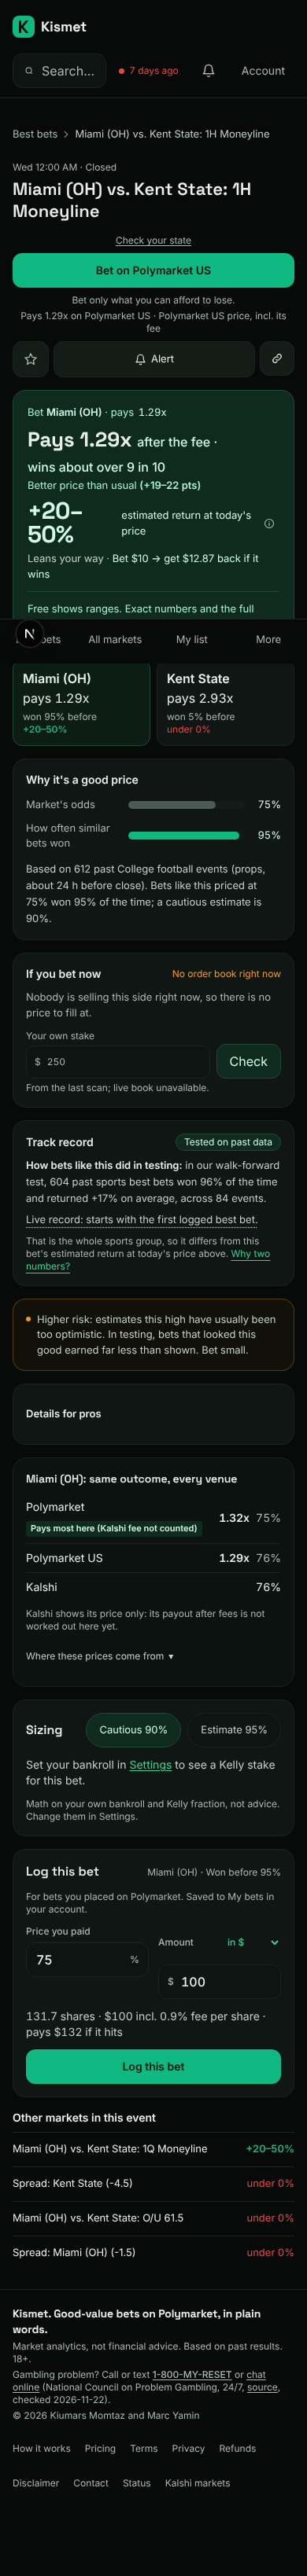 Kismet
Search...
7 days ago
Account
Best bets > Miami (OH) vs. Kent State: 1H Moneyline
Wed 12:00 AM · Closed
Miami (OH) vs. Kent State: 1H
Moneyline
Check your state
Bet on Polymarket US
Bet only what you can afford to lose.
Pays 1.29x on Polymarket US · Polymarket US price, incl. its
fee
Alert
Bet Miami (OH) · pays 1.29x
Pays 1.29x after the fee ·
wins about over 9 in 10
Better price than usual (+19–22 pts)
+20–
50%
estimated return at today's
price
Leans your way · Bet $10 → get $12.87 back if it
wins
Free shows ranges. Exact numbers and the full
bets
All markets
My list
More
Miami (OH)
pays 1.29x
won 95% before
+20–50%
Kent State
pays 2.93x
won 5% before
under 0%
Why it's a good price
Market's odds
75%
How often similar
bets won
95%
Based on 612 past College football events (props,
about 24 h before close). Bets like this priced at
75% won 95% of the time; a cautious estimate is
90%.
If you bet now
No order book right now
Nobody is selling this side right now, so there is no
price to fill at.
Your own stake
$ 250
Check
From the last scan; live book unavailable.
Track record
Tested on past data
How bets like this did in testing: in our walk-forward
test, 604 past sports best bets won 96% of the time
and returned +17% on average, across 84 events.
Live record: starts with the first logged best bet.
That is the whole sports group, so it differs from this
bet's estimated return at today's price above. Why two
numbers?
Higher risk: estimates this high have usually been
too optimistic. In testing, bets that looked this
good earned far less than shown. Bet small.
Details for pros
Miami (OH): same outcome, every venue
Polymarket
Pays most here (Kalshi fee not counted)
1.32x 75%
Polymarket US
1.29x 76%
Kalshi
76%
Kalshi shows its price only: its payout after fees is not
worked out here yet.
Where these prices come from ▾
Sizing
Cautious 90%
Estimate 95%
Set your bankroll in Settings to see a Kelly stake
for this bet.
Math on your own bankroll and Kelly fraction, not advice.
Change them in Settings.
Log this bet
Miami (OH) · Won before 95%
For bets you placed on Polymarket. Saved to My bets in
your account.
Price you paid
75 %
Amount
in $
$ 100
131.7 shares · $100 incl. 0.9% fee per share ·
pays $132 if it hits
Log this bet
Other markets in this event
Miami (OH) vs. Kent State: 1Q Moneyline
+20–50%
Spread: Kent State (-4.5)
under 0%
Miami (OH) vs. Kent State: O/U 61.5
under 0%
Spread: Miami (OH) (-1.5)
under 0%
Kismet. Good-value bets on Polymarket, in plain
words.
Market analytics, not financial advice. Based on past results.
18+.
Gambling problem? Call or text 1-800-MY-RESET or chat
online (National Council on Problem Gambling, 24/7, source,
checked 2026-11-22).
© 2026 Kiumars Momtaz and Marc Yamin
How it works
Pricing
Terms
Privacy
Refunds
Disclaimer
Contact
Status
Kalshi markets